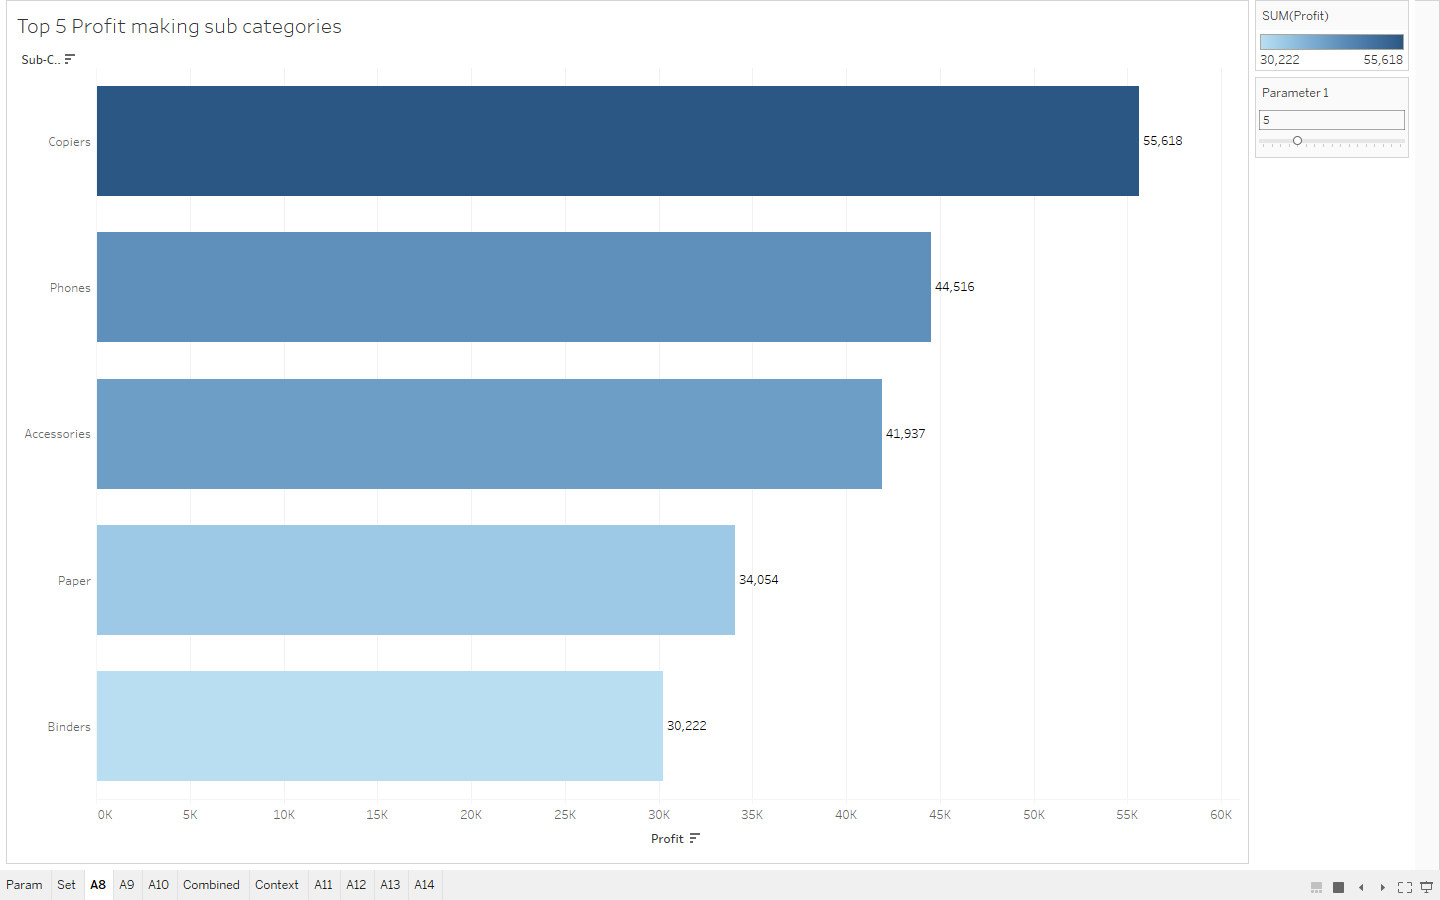 Top 5 Profit making sub categories
Sub-C..
Copiers
55,618
Phones
44,516
Accessories
41,937
Paper
34,054
Binders
30,222
0K 5K 10K 15K 20K 25K 30K 35K 40K 45K 50K 55K 60K
Profit
SUM(Profit)
30,222 55,618
Parameter 1
5
Param Set A8 A9 A10 Combined Context A11 A12 A13 A14